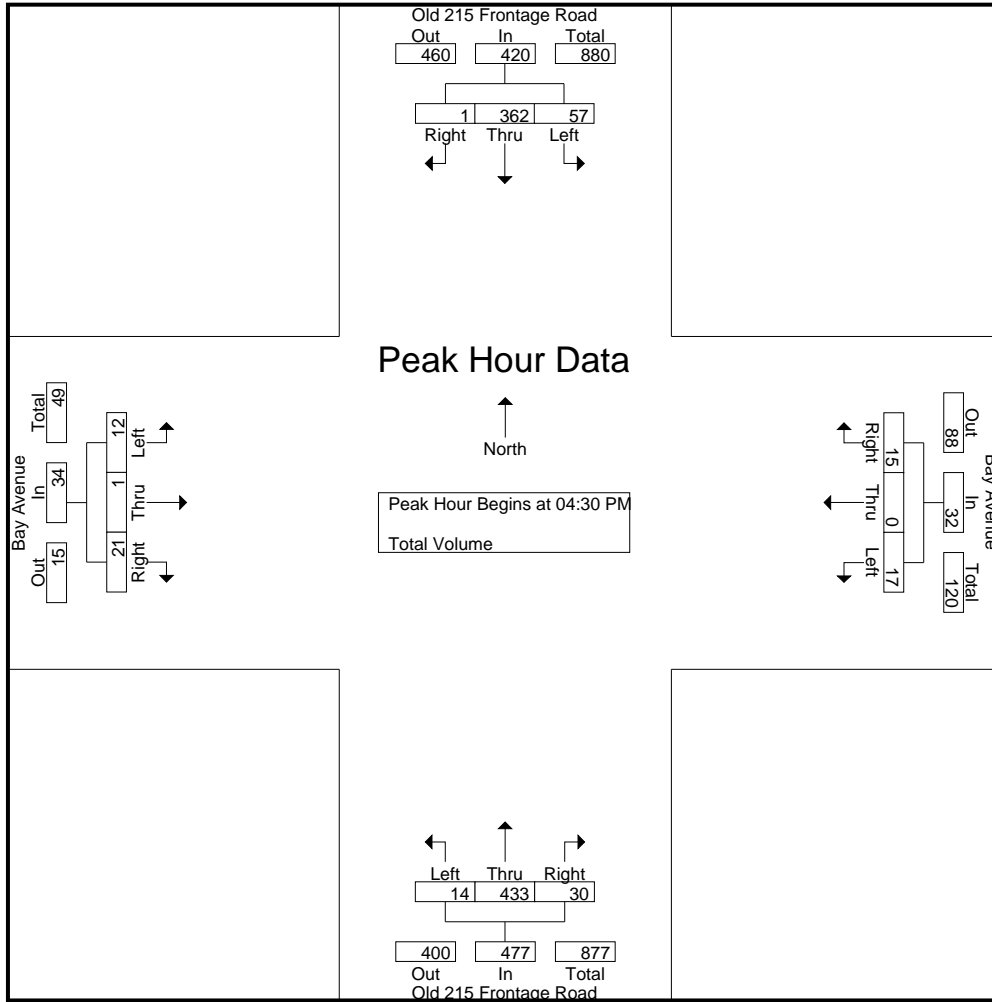 Old 215 Frontage Road
Out In Total
460 420 880
1 362 57
Right Thru Left
Peak Hour Data
North
Peak Hour Begins at 04:30 PM
Total Volume
Bay Avenue
Total In Out
49 34 15
12 1 21
Left Thru Right
Bay Avenue
Out In Total
88 32 120
15 0 17
Right Thru Left
Left Thru Right
14 433 30
400 477 877
Out In Total
Old 215 Frontage Road